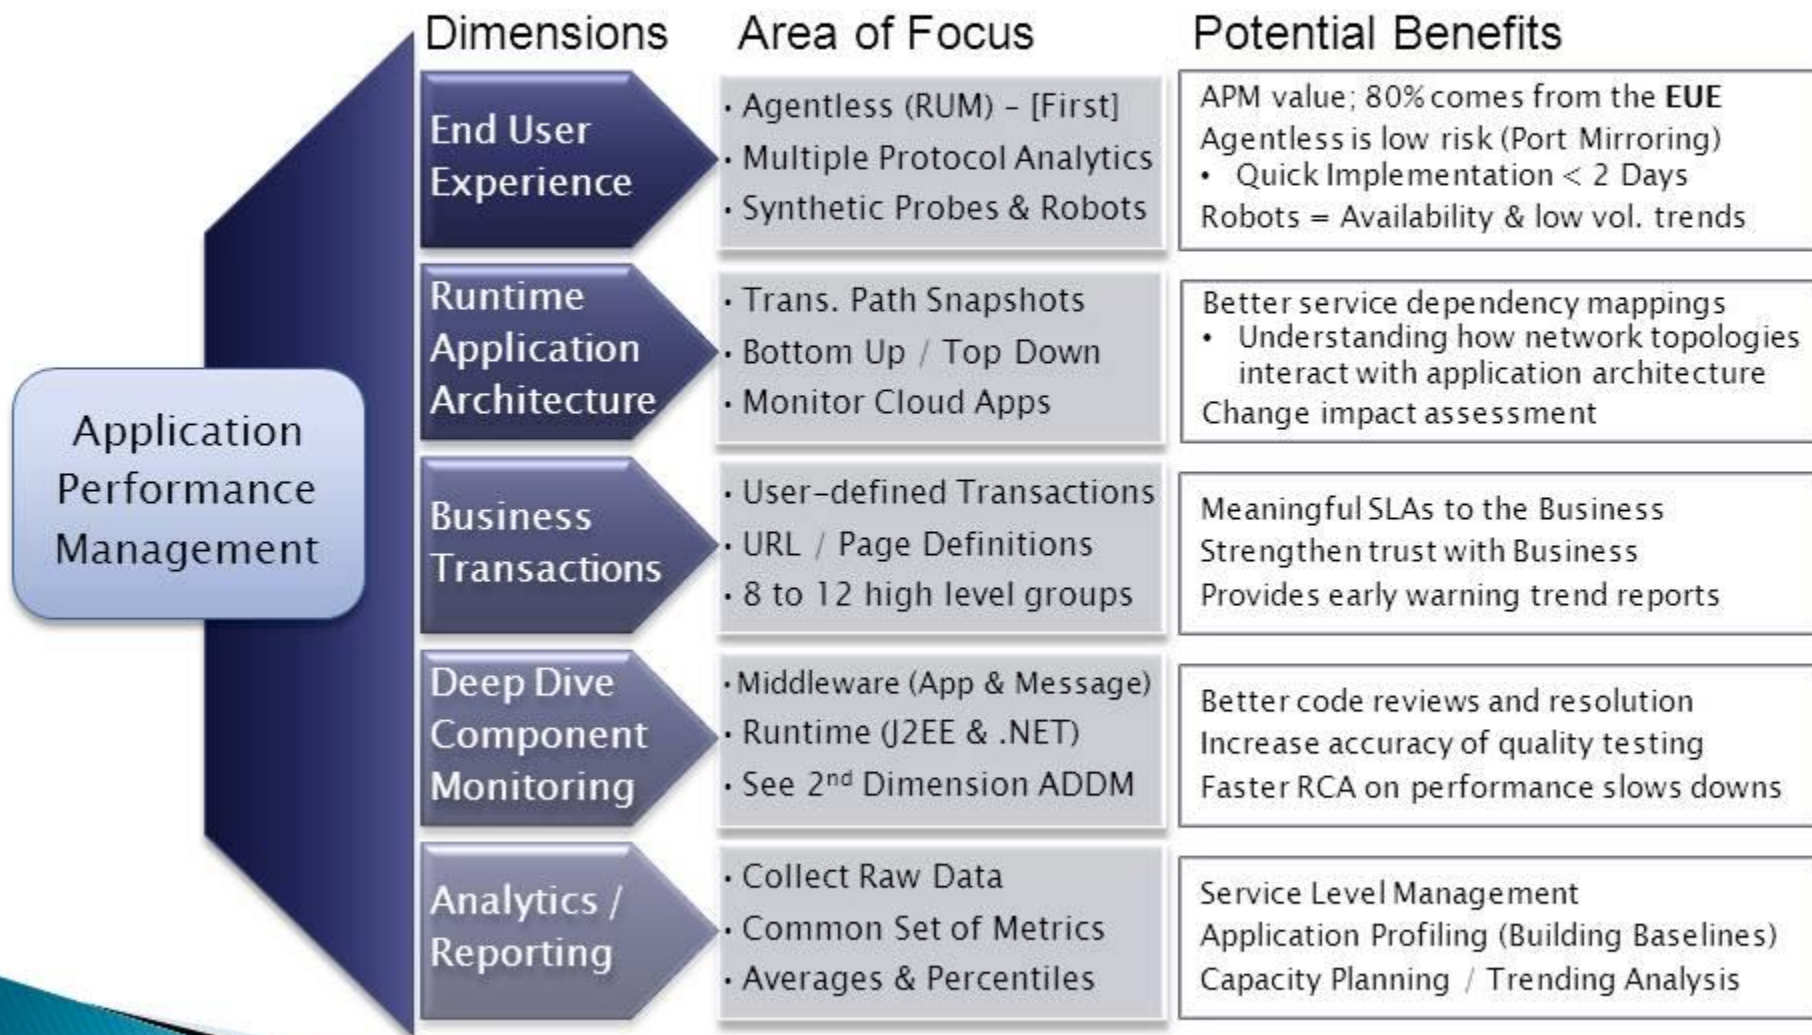 Dimensions
Area of Focus
Potential Benefits
Application
Performance
Management
End User
Experience
· Agentless (RUM) – [First]
· Multiple Protocol Analytics
· Synthetic Probes & Robots
APM value; 80% comes from the EUE
Agentless is low risk (Port Mirroring)
• Quick Implementation < 2 Days
Robots = Availability & low vol. trends
Runtime
Application
Architecture
· Trans. Path Snapshots
· Bottom Up / Top Down
· Monitor Cloud Apps
Better service dependency mappings
• Understanding how network topologies
interact with application architecture
Change impact assessment
Business
Transactions
· User-defined Transactions
· URL / Page Definitions
· 8 to 12 high level groups
Meaningful SLAs to the Business
Strengthen trust with Business
Provides early warning trend reports
Deep Dive
Component
Monitoring
· Middleware (App & Message)
· Runtime (J2EE & .NET)
· See 2nd Dimension ADDM
Better code reviews and resolution
Increase accuracy of quality testing
Faster RCA on performance slows downs
Analytics /
Reporting
· Collect Raw Data
· Common Set of Metrics
· Averages & Percentiles
Service Level Management
Application Profiling (Building Baselines)
Capacity Planning / Trending Analysis